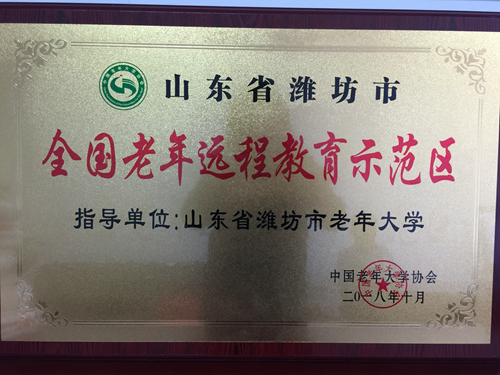 山东省潍坊市
全国老年远程教育示范区
指导单位:山东省潍坊市老年大学
中国老年大学协会
二〇一八年十月